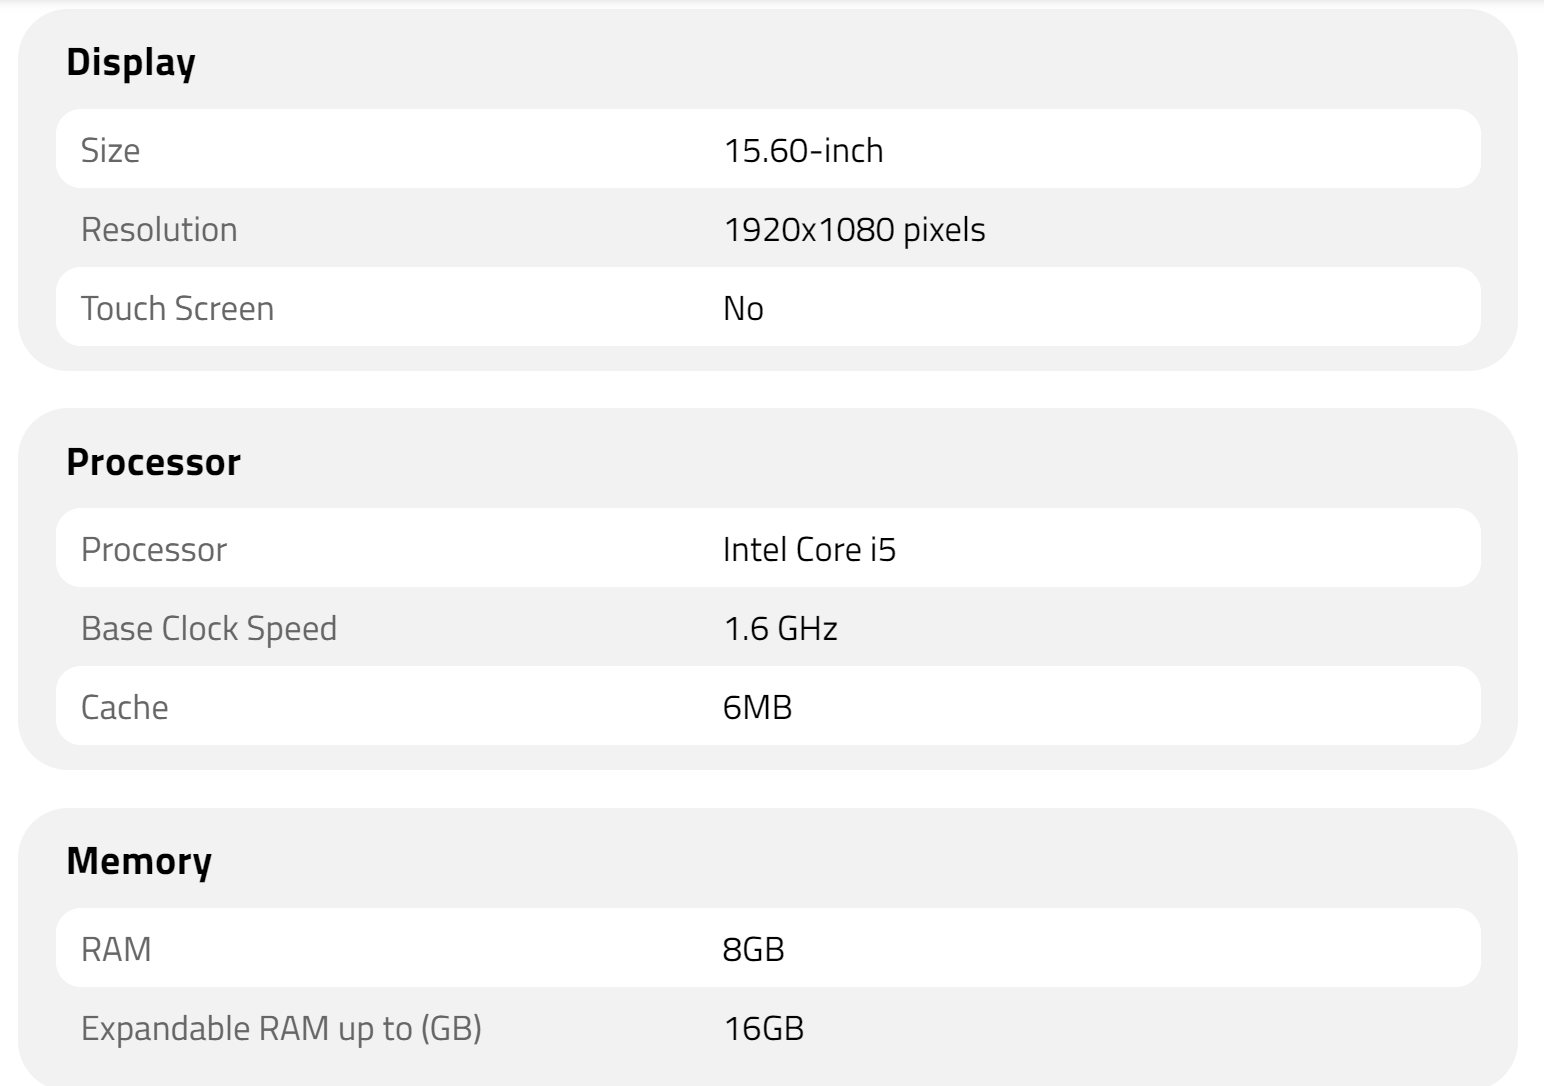 Display
Size 15.60-inch
Resolution 1920x1080 pixels
Touch Screen No
Processor
Processor Intel Core i5
Base Clock Speed 1.6 GHz
Cache 6MB
Memory
RAM 8GB
Expandable RAM up to (GB) 16GB